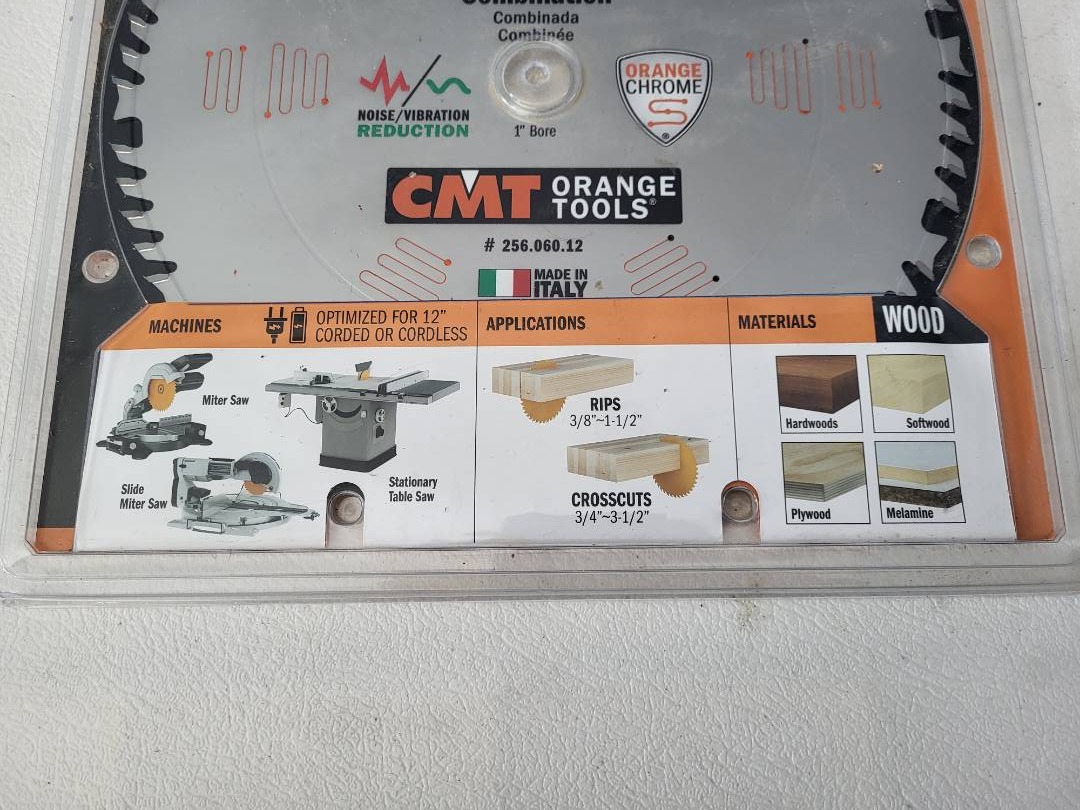 Combination
Combinada
Combinée
NOISE/VIBRATION
REDUCTION
1" Bore
ORANGE
CHROME
®
CMT ORANGE
TOOLS®
# 256.060.12
MADE IN
ITALY
MACHINES
OPTIMIZED FOR 12"
CORDED OR CORDLESS
Miter Saw
Slide
Miter Saw
Stationary
Table Saw
APPLICATIONS
RIPS
3/8"~1-1/2"
CROSSCUTS
3/4"~3-1/2"
MATERIALS
WOOD
Hardwoods
Softwood
Plywood
Melamine